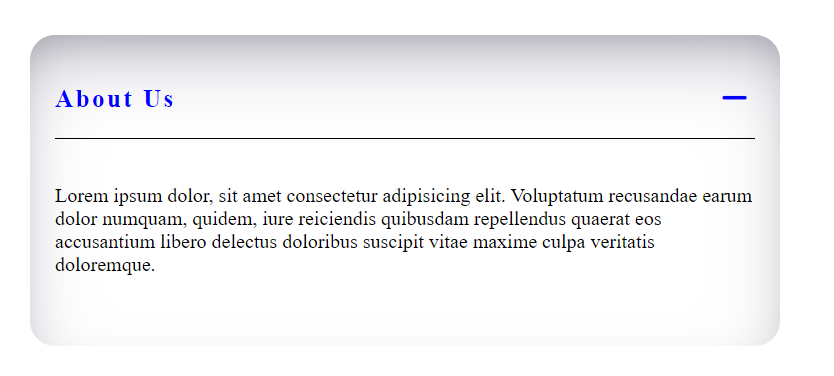 About Us
Lorem ipsum dolor, sit amet consectetur adipisicing elit. Voluptatum recusandae earum
dolor numquam, quidem, iure reiciendis quibusdam repellendus quaerat eos
accusantium libero delectus doloribus suscipit vitae maxime culpa veritatis
doloremque.